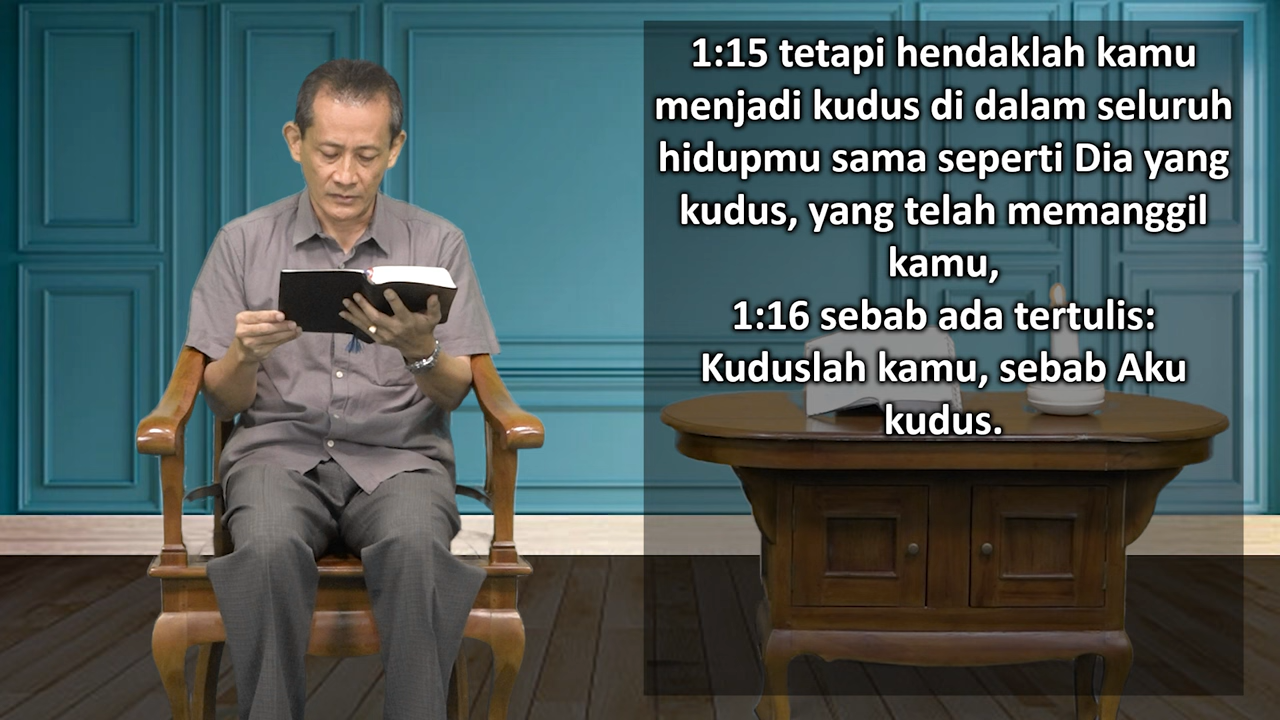 1:15 tetapi hendaklah kamu
menjadi kudus di dalam seluruh
hidupmu sama seperti Dia yang
kudus, yang telah memanggil
kamu,
1:16 sebab ada tertulis:
Kuduslah kamu, sebab Aku
kudus.